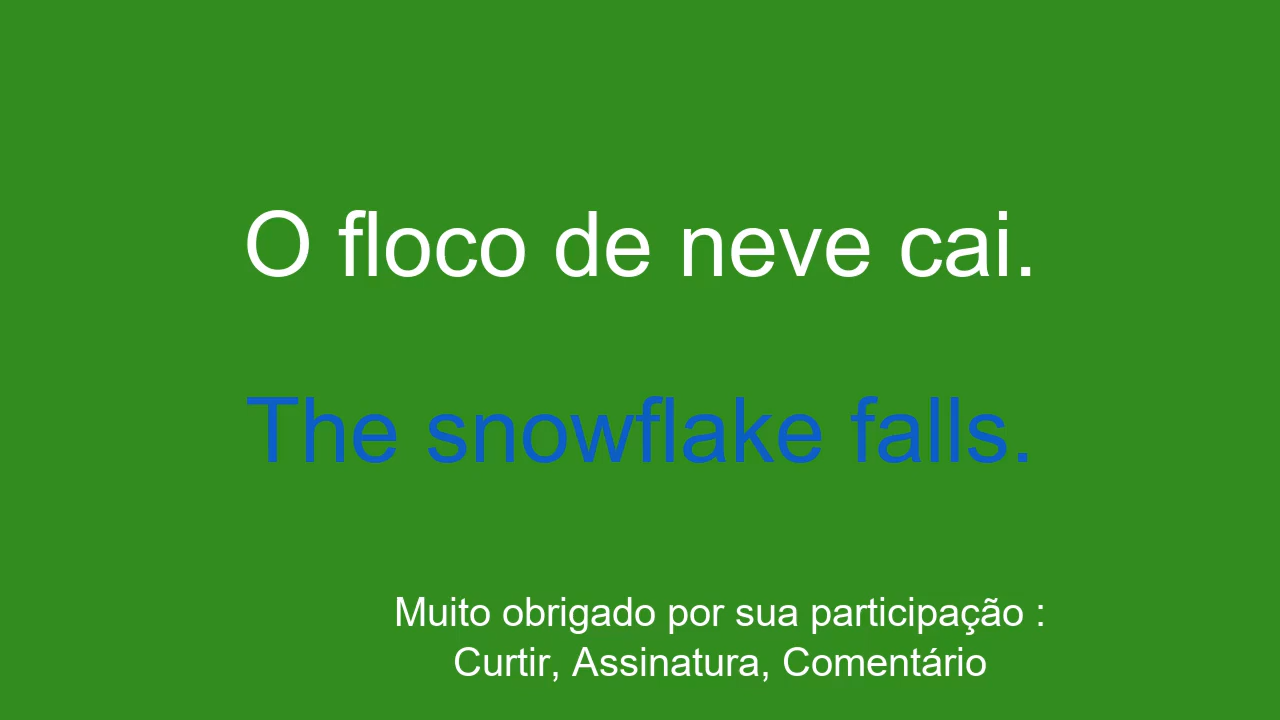 O floco de neve cai.
The snowflake falls.
Muito obrigado por sua participação :
Curtir, Assinatura, Comentário